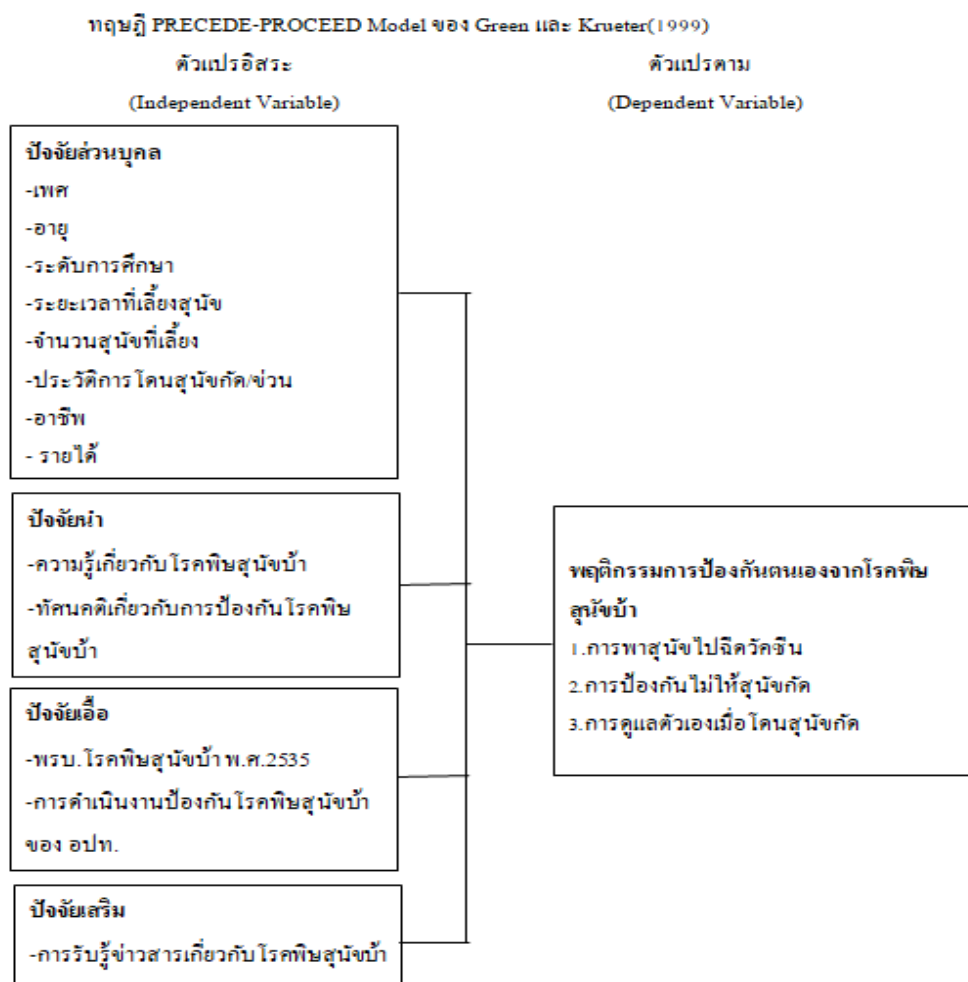 ทฤษฎี PRECEDE-PROCEED Model ของ Green และ Krueter(1999)
ตัวแปรอิสระ
(Independent Variable)
ตัวแปรตาม
(Dependent Variable)
ปัจจัยส่วนบุคล
-เพศ
-อายุ
-ระดับการศึกษา
-ระยะเวลาที่เลี้ยงสุนัข
-จำนวนสุนัขที่เลี้ยง
-ประวัติการโดนสุนัขกัด/ข่วน
-อาชีพ
- รายได้
ปัจจัยนำ
-ความรู้เกี่ยวกับโรคพิษสุนัขบ้า
-ทัศนคติเกี่ยวกับการป้องกันโรคพิษ
สุนัขบ้า
ปัจจัยเอื้อ
-พรบ.โรคพิษสุนัขบ้า พ.ศ.2535
-การดำเนินงานป้องกันโรคพิษสุนัขบ้า
ของ อปท.
ปัจจัยเสริม
-การรับรู้ข่าวสารเกี่ยวกับโรคพิษสุนัขบ้า
พฤติกรรมการป้องกันตนเองจากโรคพิษ
สุนัขบ้า
1.การพาสุนัขไปฉีดวัคซีน
2.การป้องกันไม่ให้สุนัขกัด
3.การดูแลตัวเองเมื่อโดนสุนัขกัด